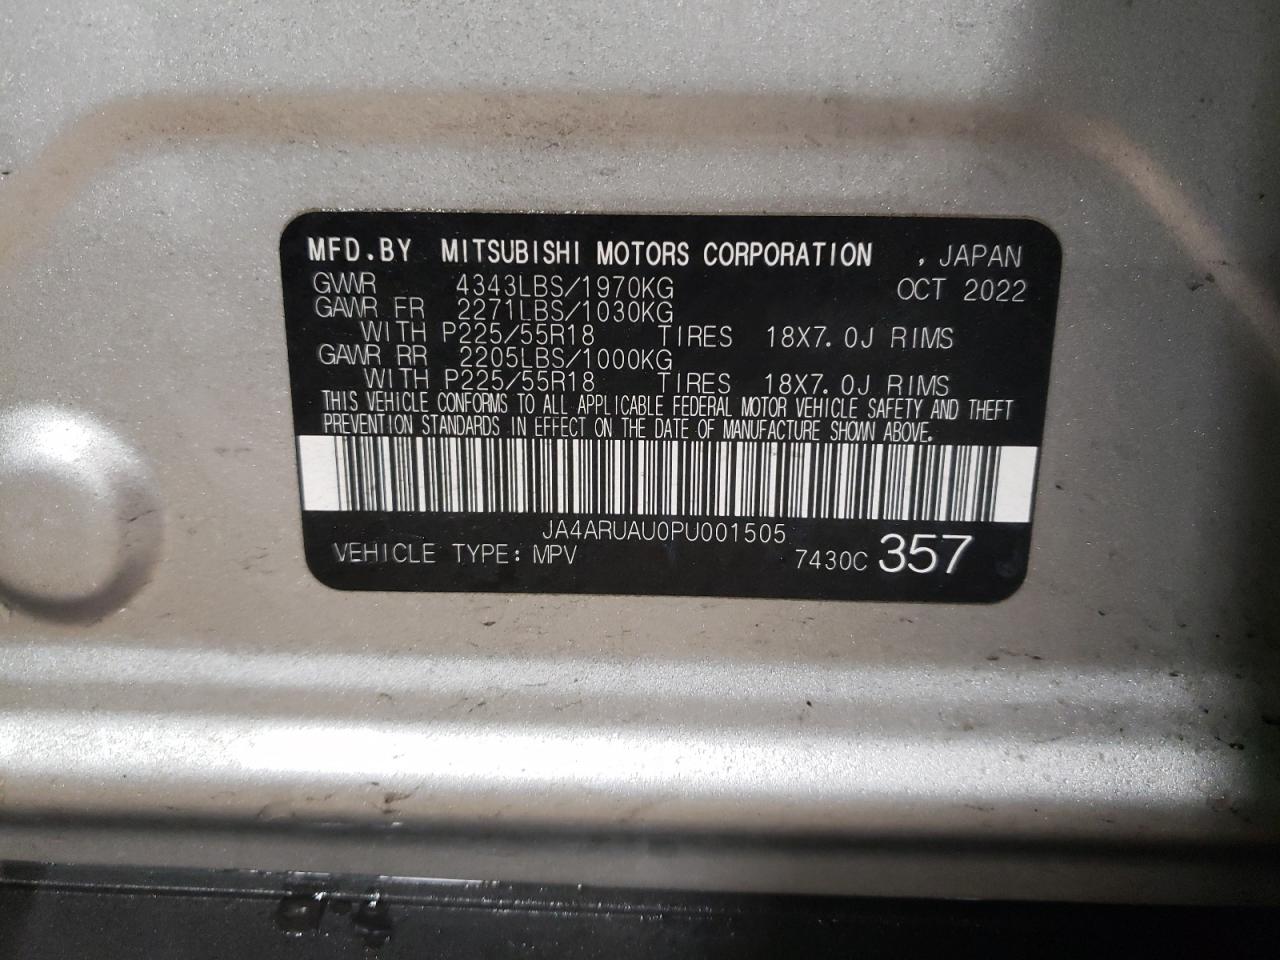 MFD.BY MITSUBISHI MOTORS CORPORATION , JAPAN
GVWR 4343LBS/1970KG OCT 2022
GAWR FR 2271LBS/1030KG
WITH P225/55R18 TIRES 18X7.0J RIMS
GAWR RR 2205LBS/1000KG
WITH P225/55R18 TIRES 18X7.0J RIMS
THIS VEHICLE CONFORMS TO ALL APPLICABLE FEDERAL MOTOR VEHICLE SAFETY AND THEFT
PREVENTION STANDARDS IN EFFECT ON THE DATE OF MANUFACTURE SHOWN ABOVE.
JA4ARUAU0PU001505
VEHICLE TYPE: MPV 7430C 357